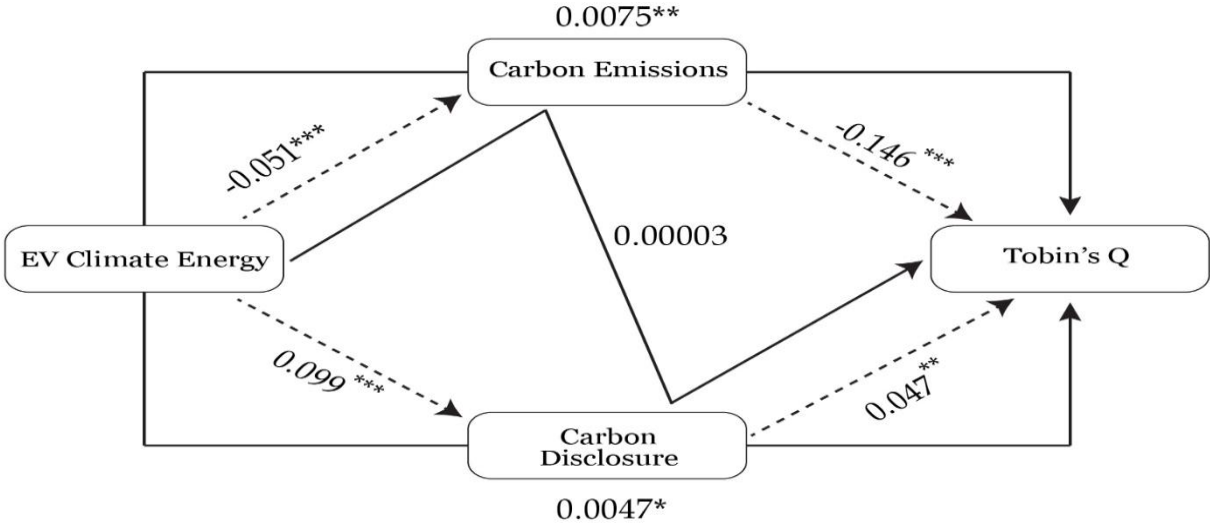 0.0075**
Carbon Emissions
-0.051***
-0.146 ***
0.00003
EV Climate Energy
Tobin's Q
0.099 ***
0.047**
Carbon
Disclosure
0.0047*